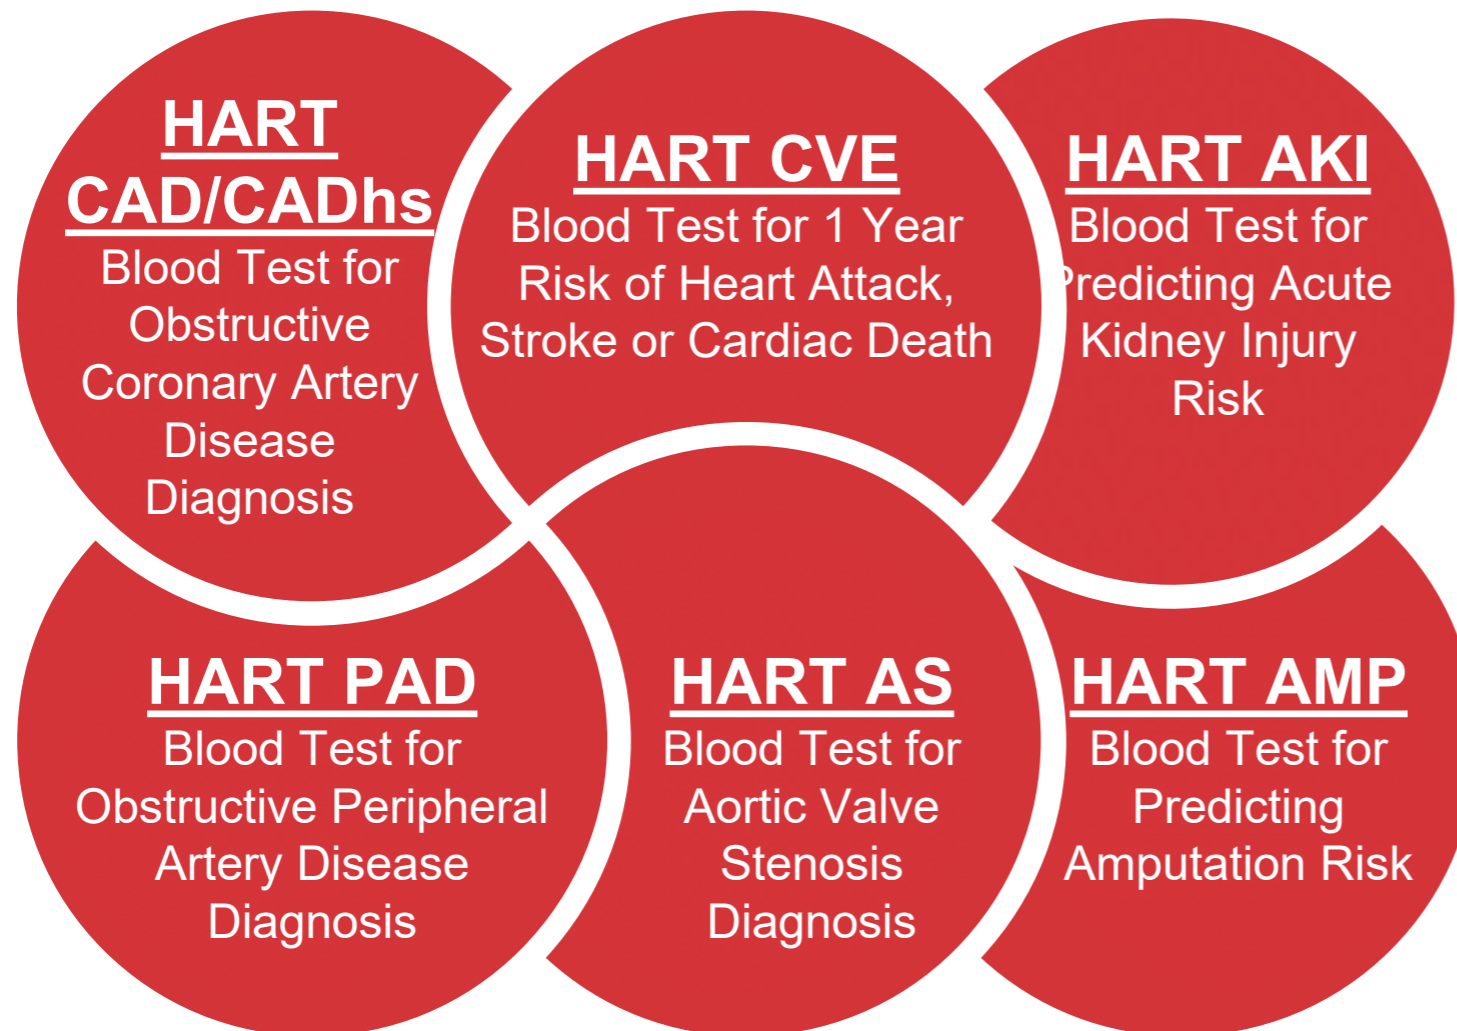 HART
CAD/CADhs
Blood Test for
Obstructive
Coronary Artery
Disease
Diagnosis
HART CVE
Blood Test for 1 Year
Risk of Heart Attack,
Stroke or Cardiac Death
HART AKI
Blood Test for
Predicting Acute
Kidney Injury
Risk
HART PAD
Blood Test for
Obstructive Peripheral
Artery Disease
Diagnosis
HART AS
Blood Test for
Aortic Valve
Stenosis
Diagnosis
HART AMP
Blood Test for
Predicting
Amputation Risk